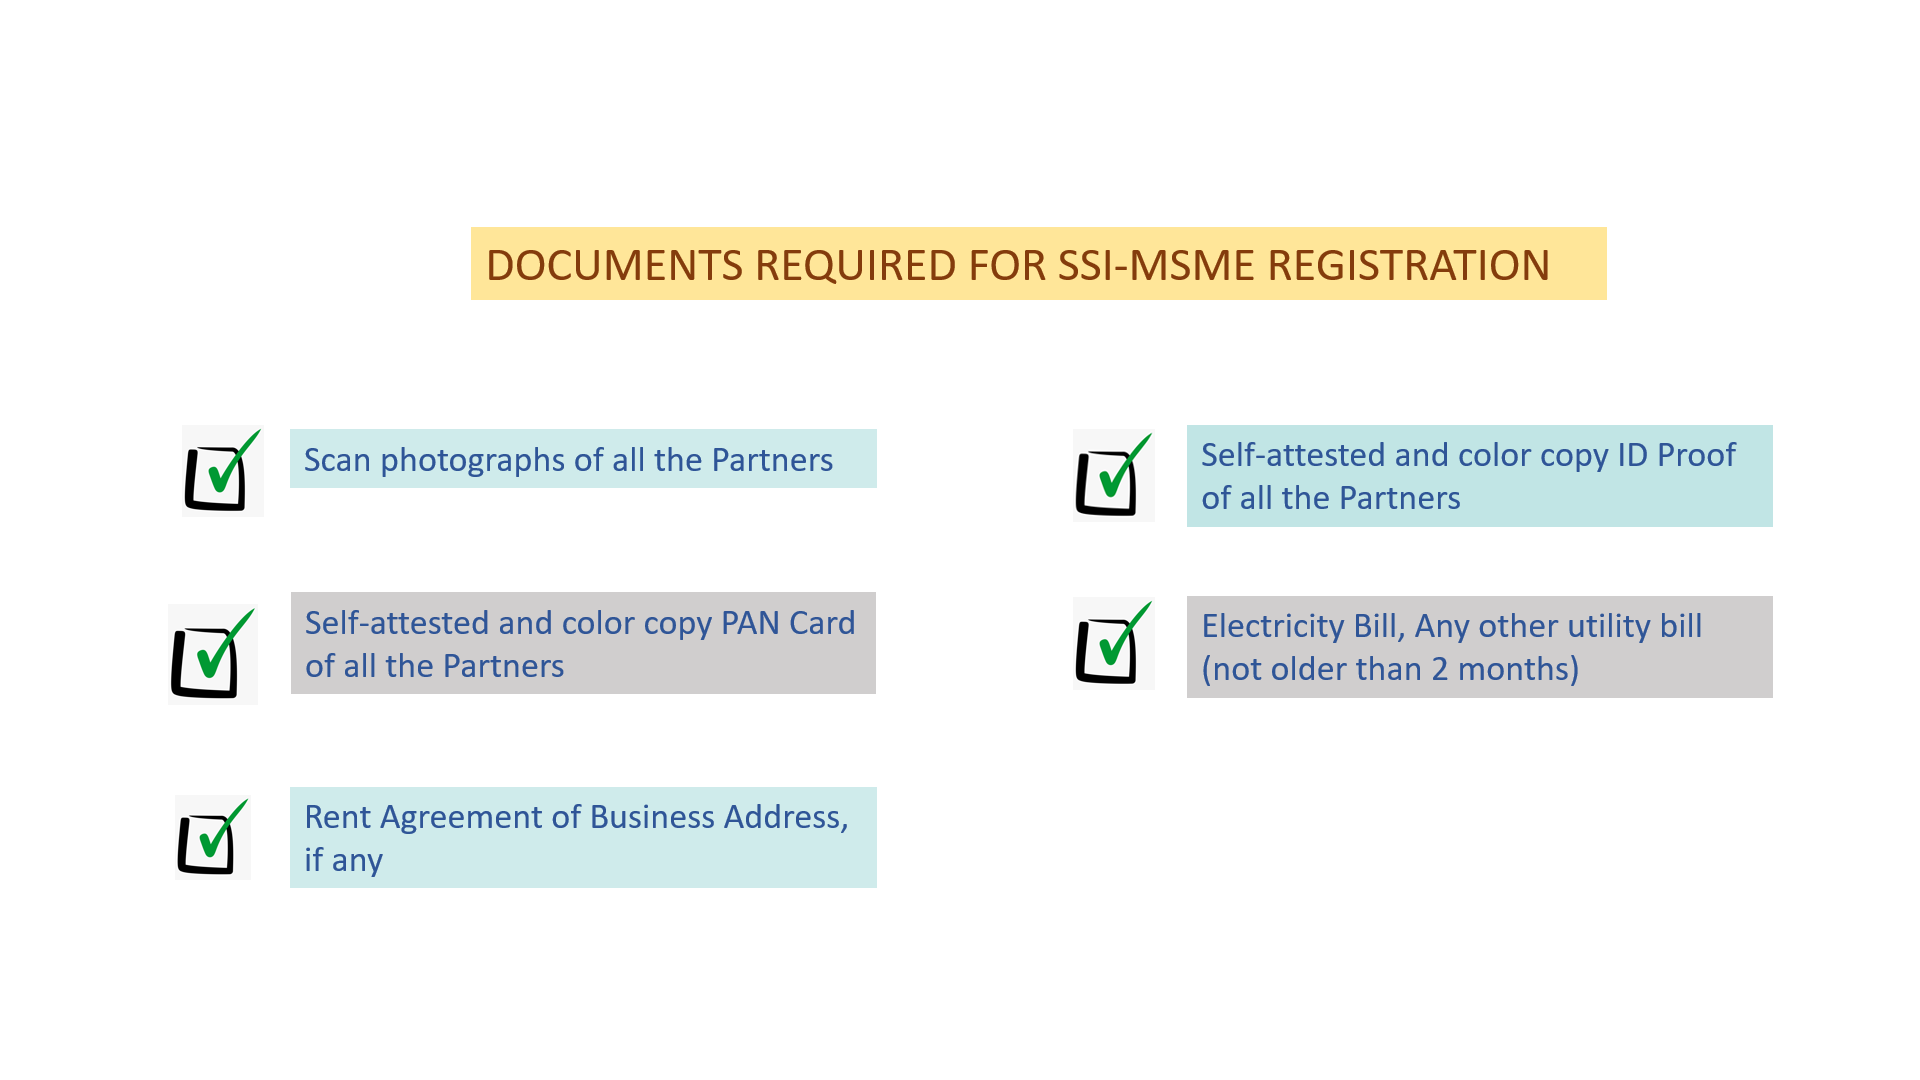 DOCUMENTS REQUIRED FOR SSI-MSME REGISTRATION
Scan photographs of all the Partners
Self-attested and color copy ID Proof
of all the Partners
Self-attested and color copy PAN Card
of all the Partners
Electricity Bill, Any other utility bill
(not older than 2 months)
Rent Agreement of Business Address,
if any